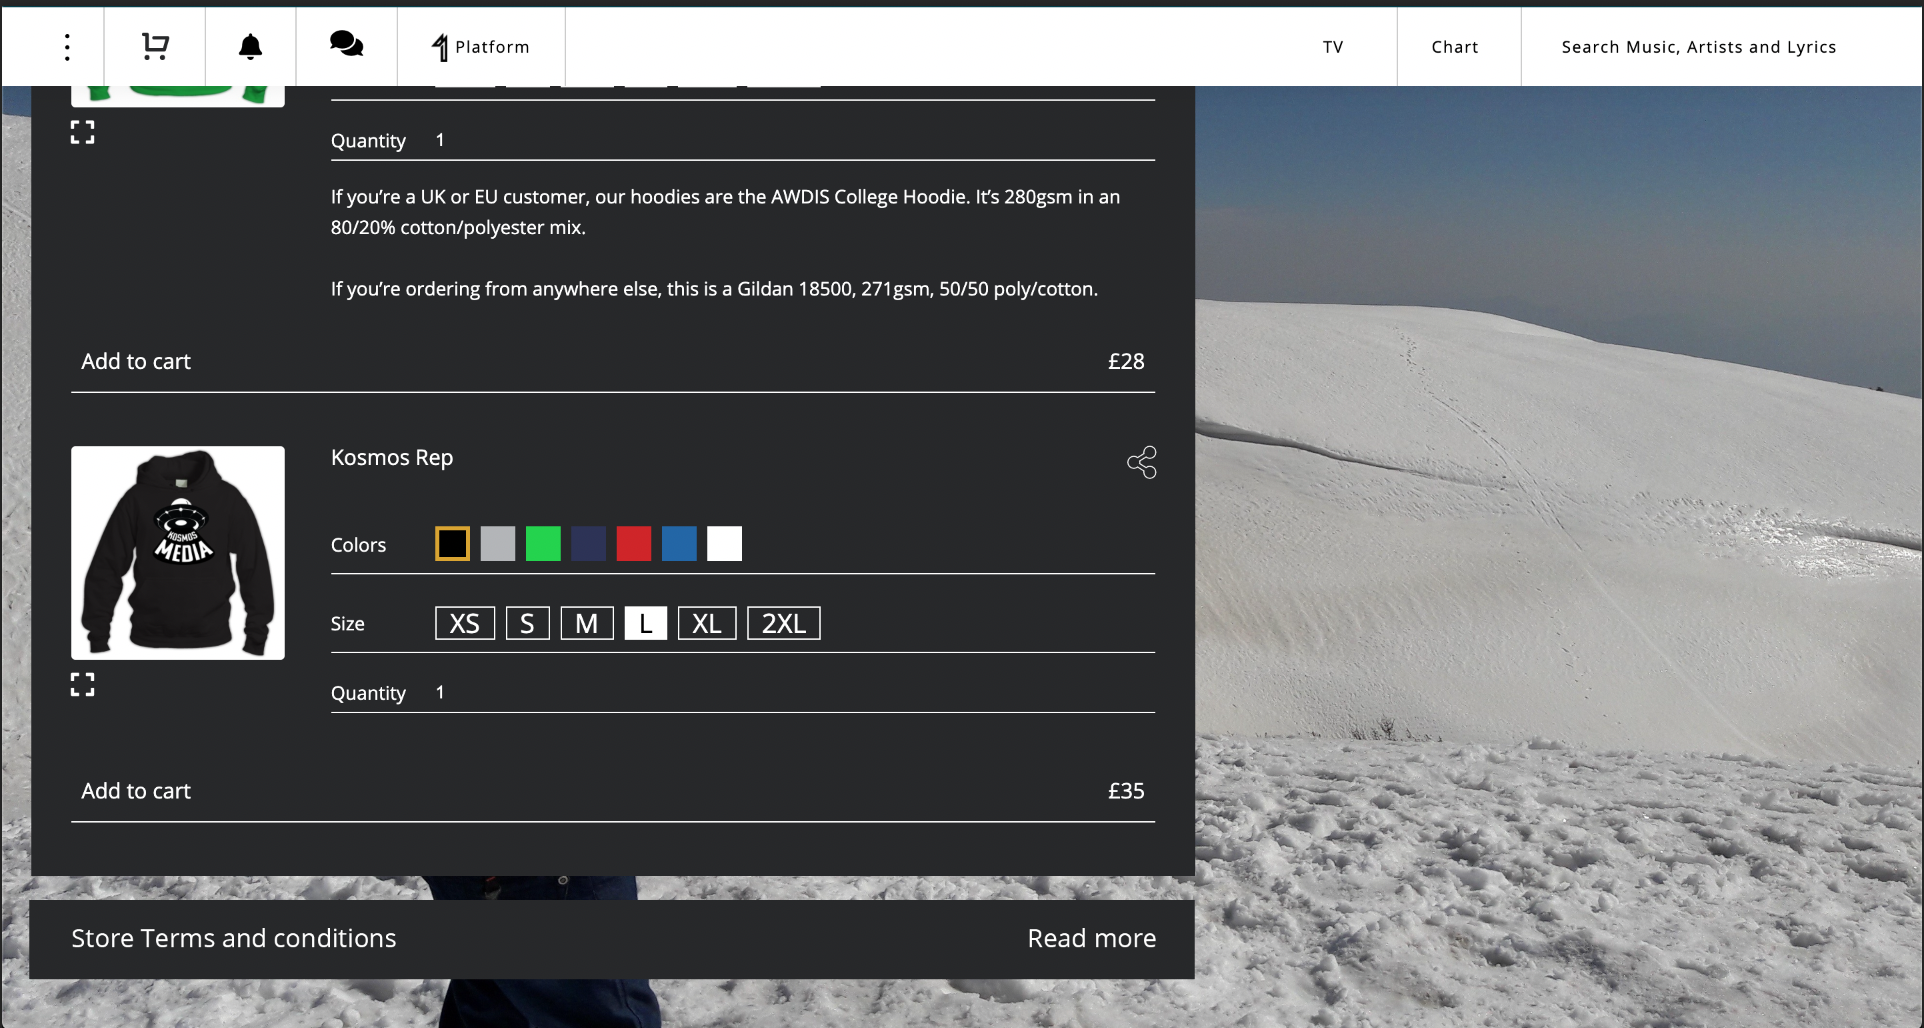 Platform
TV
Chart
Search Music, Artists and Lyrics
Quantity 1
If you’re a UK or EU customer, our hoodies are the AWDIS College Hoodie. It’s 280gsm in an
80/20% cotton/polyester mix.
If you’re ordering from anywhere else, this is a Gildan 18500, 271gsm, 50/50 poly/cotton.
Add to cart £28
Kosmos Rep
KOSMOS
MEDIA
Colors
Size XS S M L XL 2XL
Quantity 1
Add to cart £35
Store Terms and conditions Read more